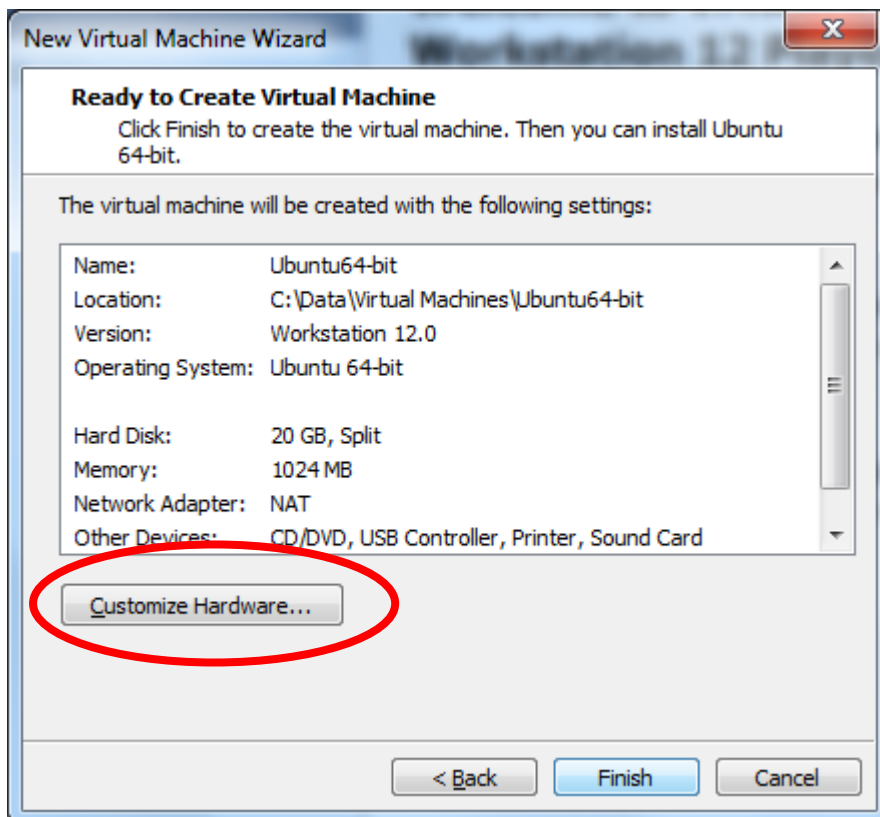 New Virtual Machine Wizard
Workstation 12
Ready to Create Virtual Machine
Click Finish to create the virtual machine. Then you can install Ubuntu
64-bit.
The virtual machine will be created with the following settings:
Name: Ubuntu64-bit
Location: C:\Data\Virtual Machines\Ubuntu64-bit
Version: Workstation 12.0
Operating System: Ubuntu 64-bit
Hard Disk: 20 GB, Split
Memory: 1024 MB
Network Adapter: NAT
Other Devices: CD/DVD, USB Controller, Printer, Sound Card
Customize Hardware...
< Back Finish Cancel